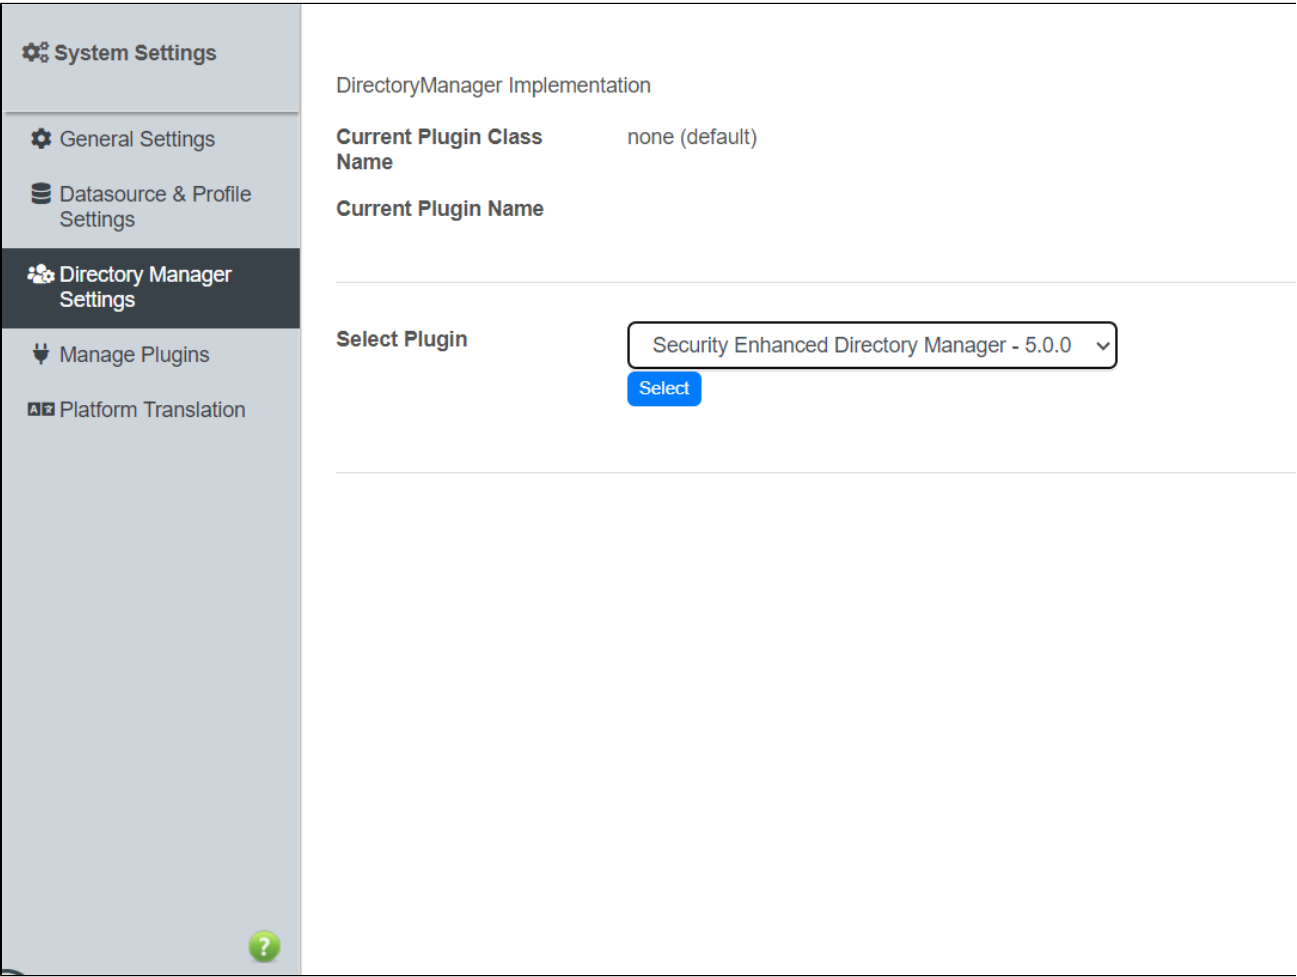 System Settings
General Settings
Datasource & Profile
Settings
Directory Manager
Settings
Manage Plugins
Platform Translation
DirectoryManager Implementation
Current Plugin Class
Name
none (default)
Current Plugin Name
Select Plugin
Security Enhanced Directory Manager - 5.0.0
Select
?